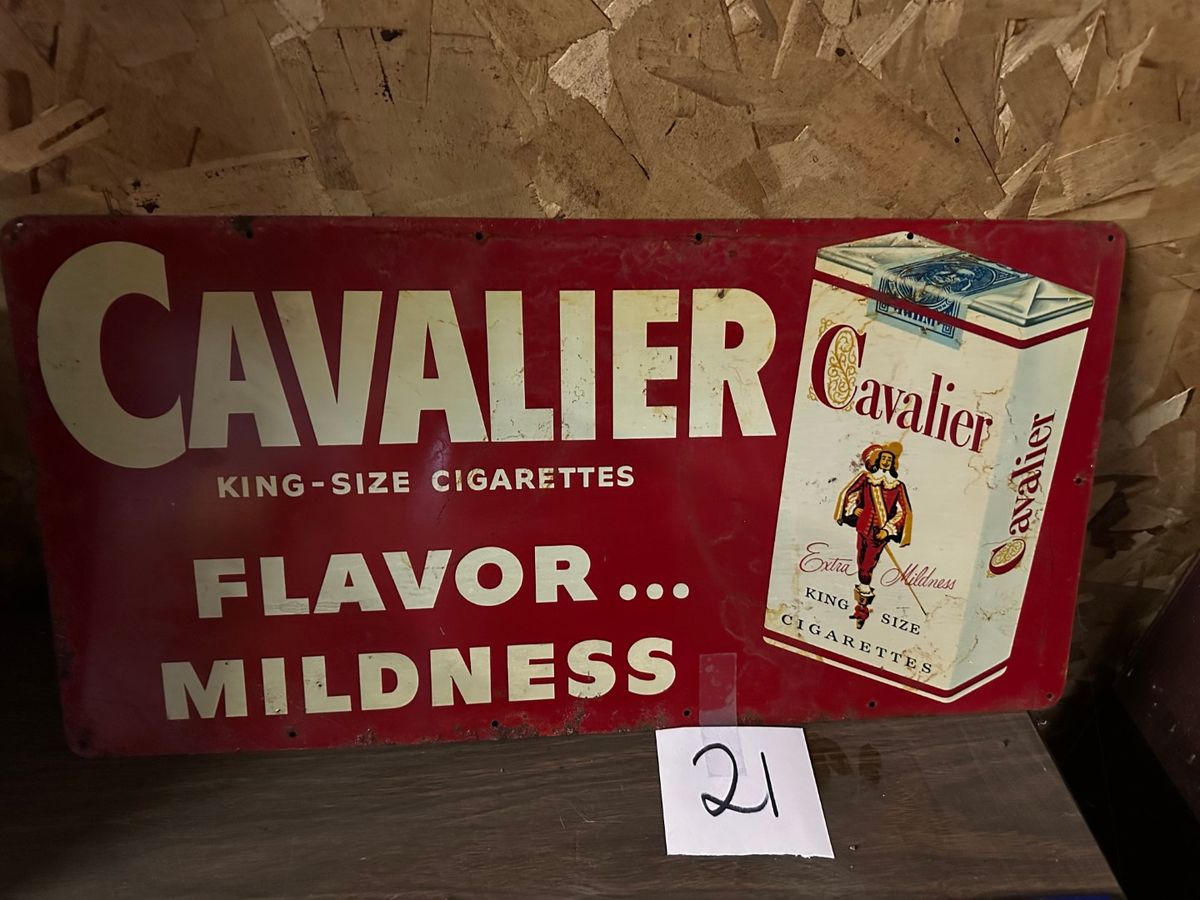 CAVALIER
KING-SIZE CIGARETTES
FLAVOR...
MILDNESS
Cavalier
Extra Mildness
KING SIZE
CIGARETTES
Cavalier
21